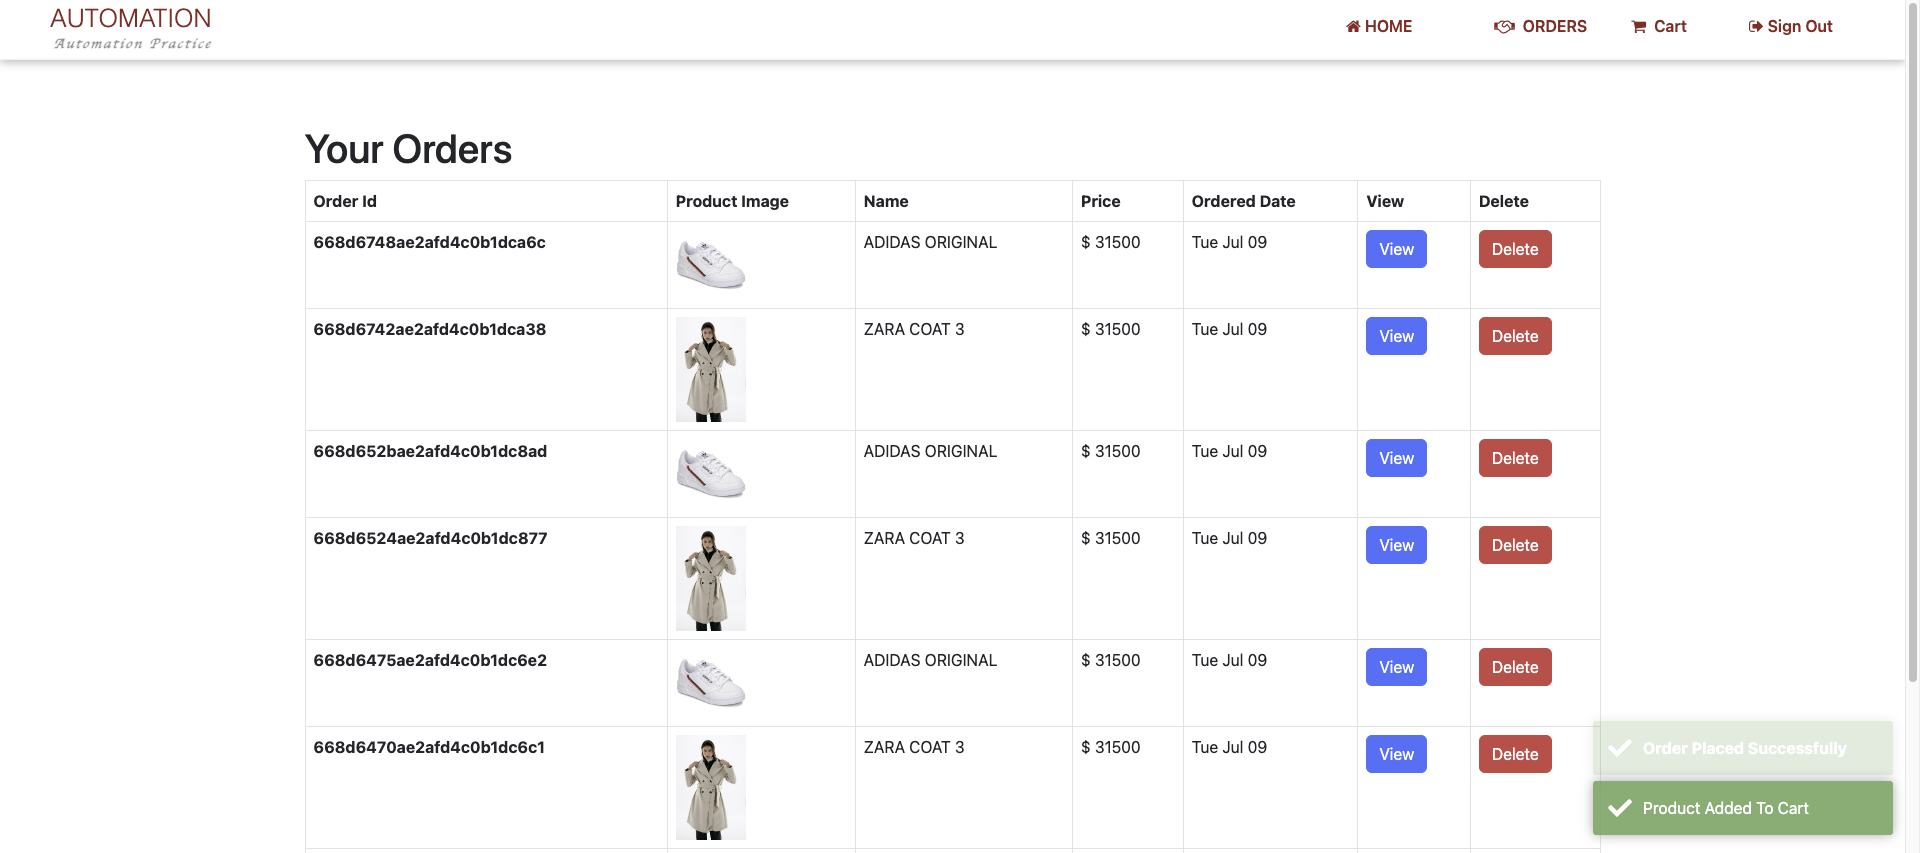 AUTOMATION
Automation Practice
HOME
ORDERS
Cart
Sign Out
Your Orders
Order Id Product Image Name Price Ordered Date View Delete
668d6748ae2afd4c0b1dca6c ADIDAS ORIGINAL $ 31500 Tue Jul 09 View Delete
668d6742ae2afd4c0b1dca38 ZARA COAT 3 $ 31500 Tue Jul 09 View Delete
668d652bae2afd4c0b1dc8ad ADIDAS ORIGINAL $ 31500 Tue Jul 09 View Delete
668d6524ae2afd4c0b1dc877 ZARA COAT 3 $ 31500 Tue Jul 09 View Delete
668d6475ae2afd4c0b1dc6e2 ADIDAS ORIGINAL $ 31500 Tue Jul 09 View Delete
668d6470ae2afd4c0b1dc6c1 ZARA COAT 3 $ 31500 Tue Jul 09 View Delete
Order Placed Successfully
Product Added To Cart